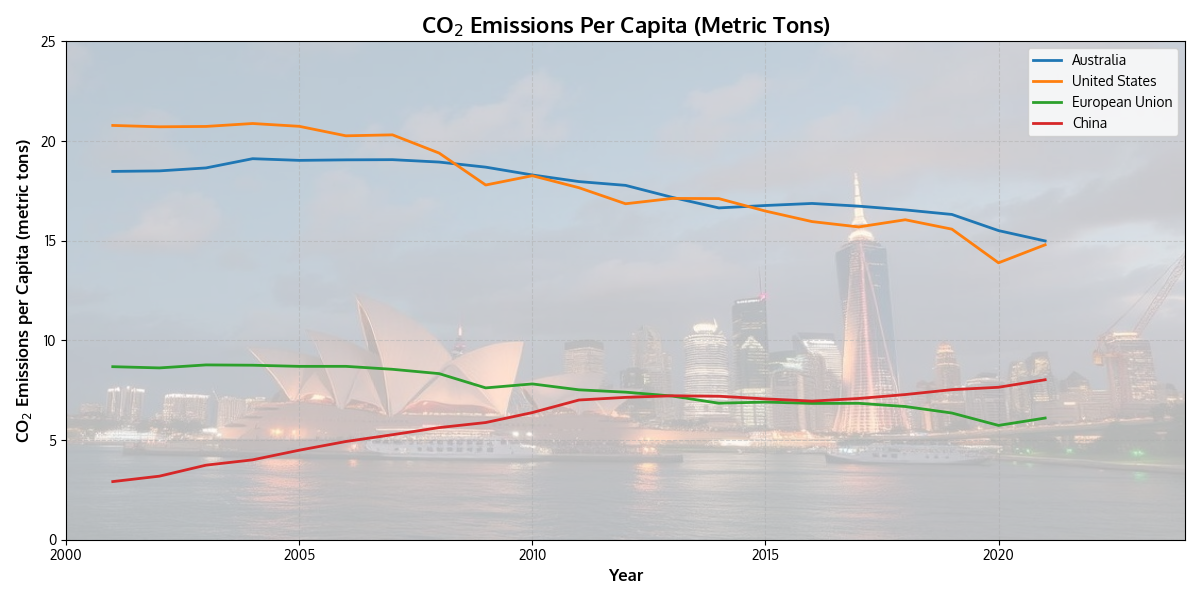 CO₂ Emissions Per Capita (Metric Tons)
Australia
United States
European Union
China
CO₂ Emissions per Capita (metric tons)
25
20
15
10
5
0
2000 2005 2010 2015 2020
Year